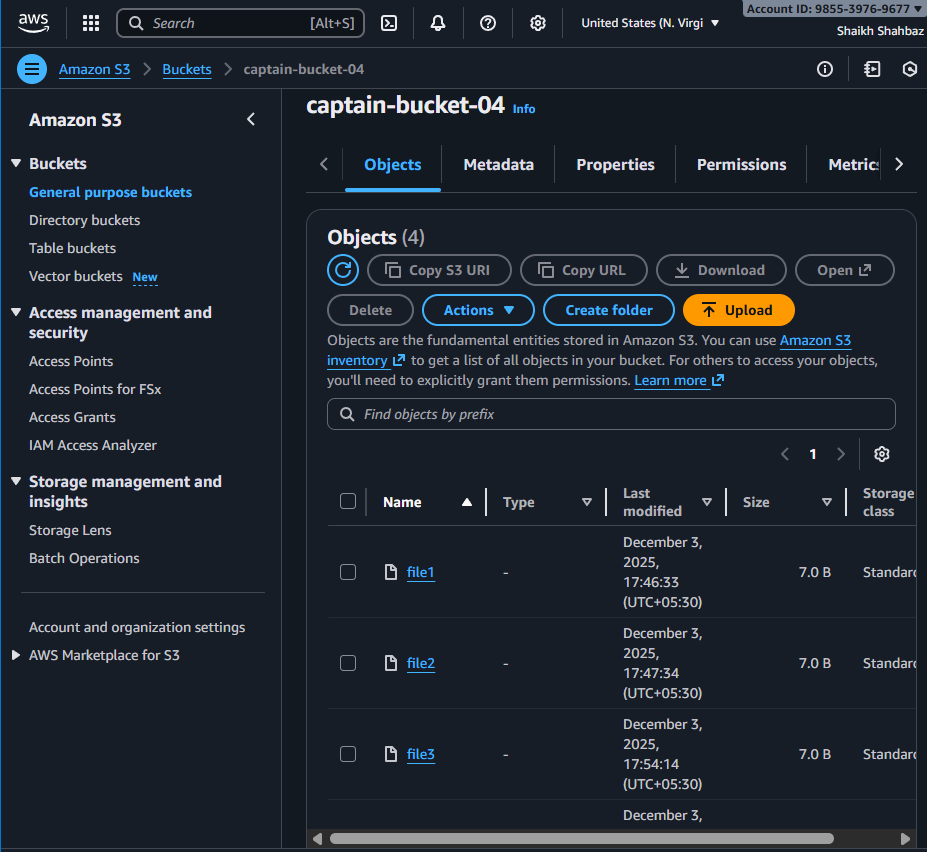 aws
Search [Alt+S]
United States (N. Virgi
Account ID: 9855-3976-9677
Shaikh Shahbaz
Amazon S3 > Buckets > captain-bucket-04
Amazon S3
Buckets
General purpose buckets
Directory buckets
Table buckets
Vector buckets New
Access management and
security
Access Points
Access Points for FSx
Access Grants
IAM Access Analyzer
Storage management and
insights
Storage Lens
Batch Operations
Account and organization settings
AWS Marketplace for S3
captain-bucket-04 Info
Objects Metadata Properties Permissions Metrics
Objects (4)
Copy S3 URI Copy URL Download Open
Delete Actions Create folder Upload
Objects are the fundamental entities stored in Amazon S3. You can use Amazon S3
inventory to get a list of all objects in your bucket. For others to access your objects,
you'll need to explicitly grant them permissions. Learn more
Find objects by prefix
1
Name Type Last modified Size Storage class
file1 - December 3, 2025, 17:46:33 (UTC+05:30) 7.0 B Standard
file2 - December 3, 2025, 17:47:34 (UTC+05:30) 7.0 B Standard
file3 - December 3, 2025, 17:54:14 (UTC+05:30) 7.0 B Standard
December 3,